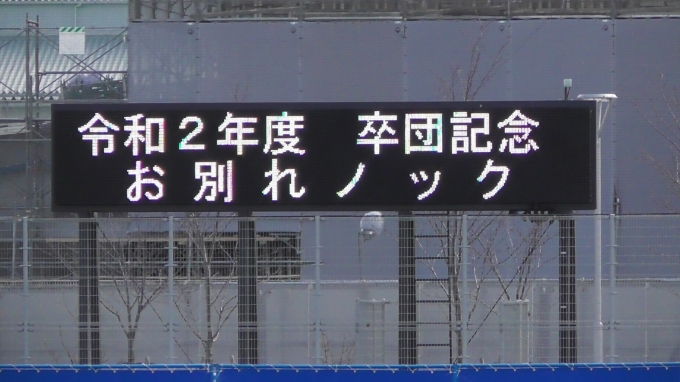 令和２年度　卒団記念
お別れノック